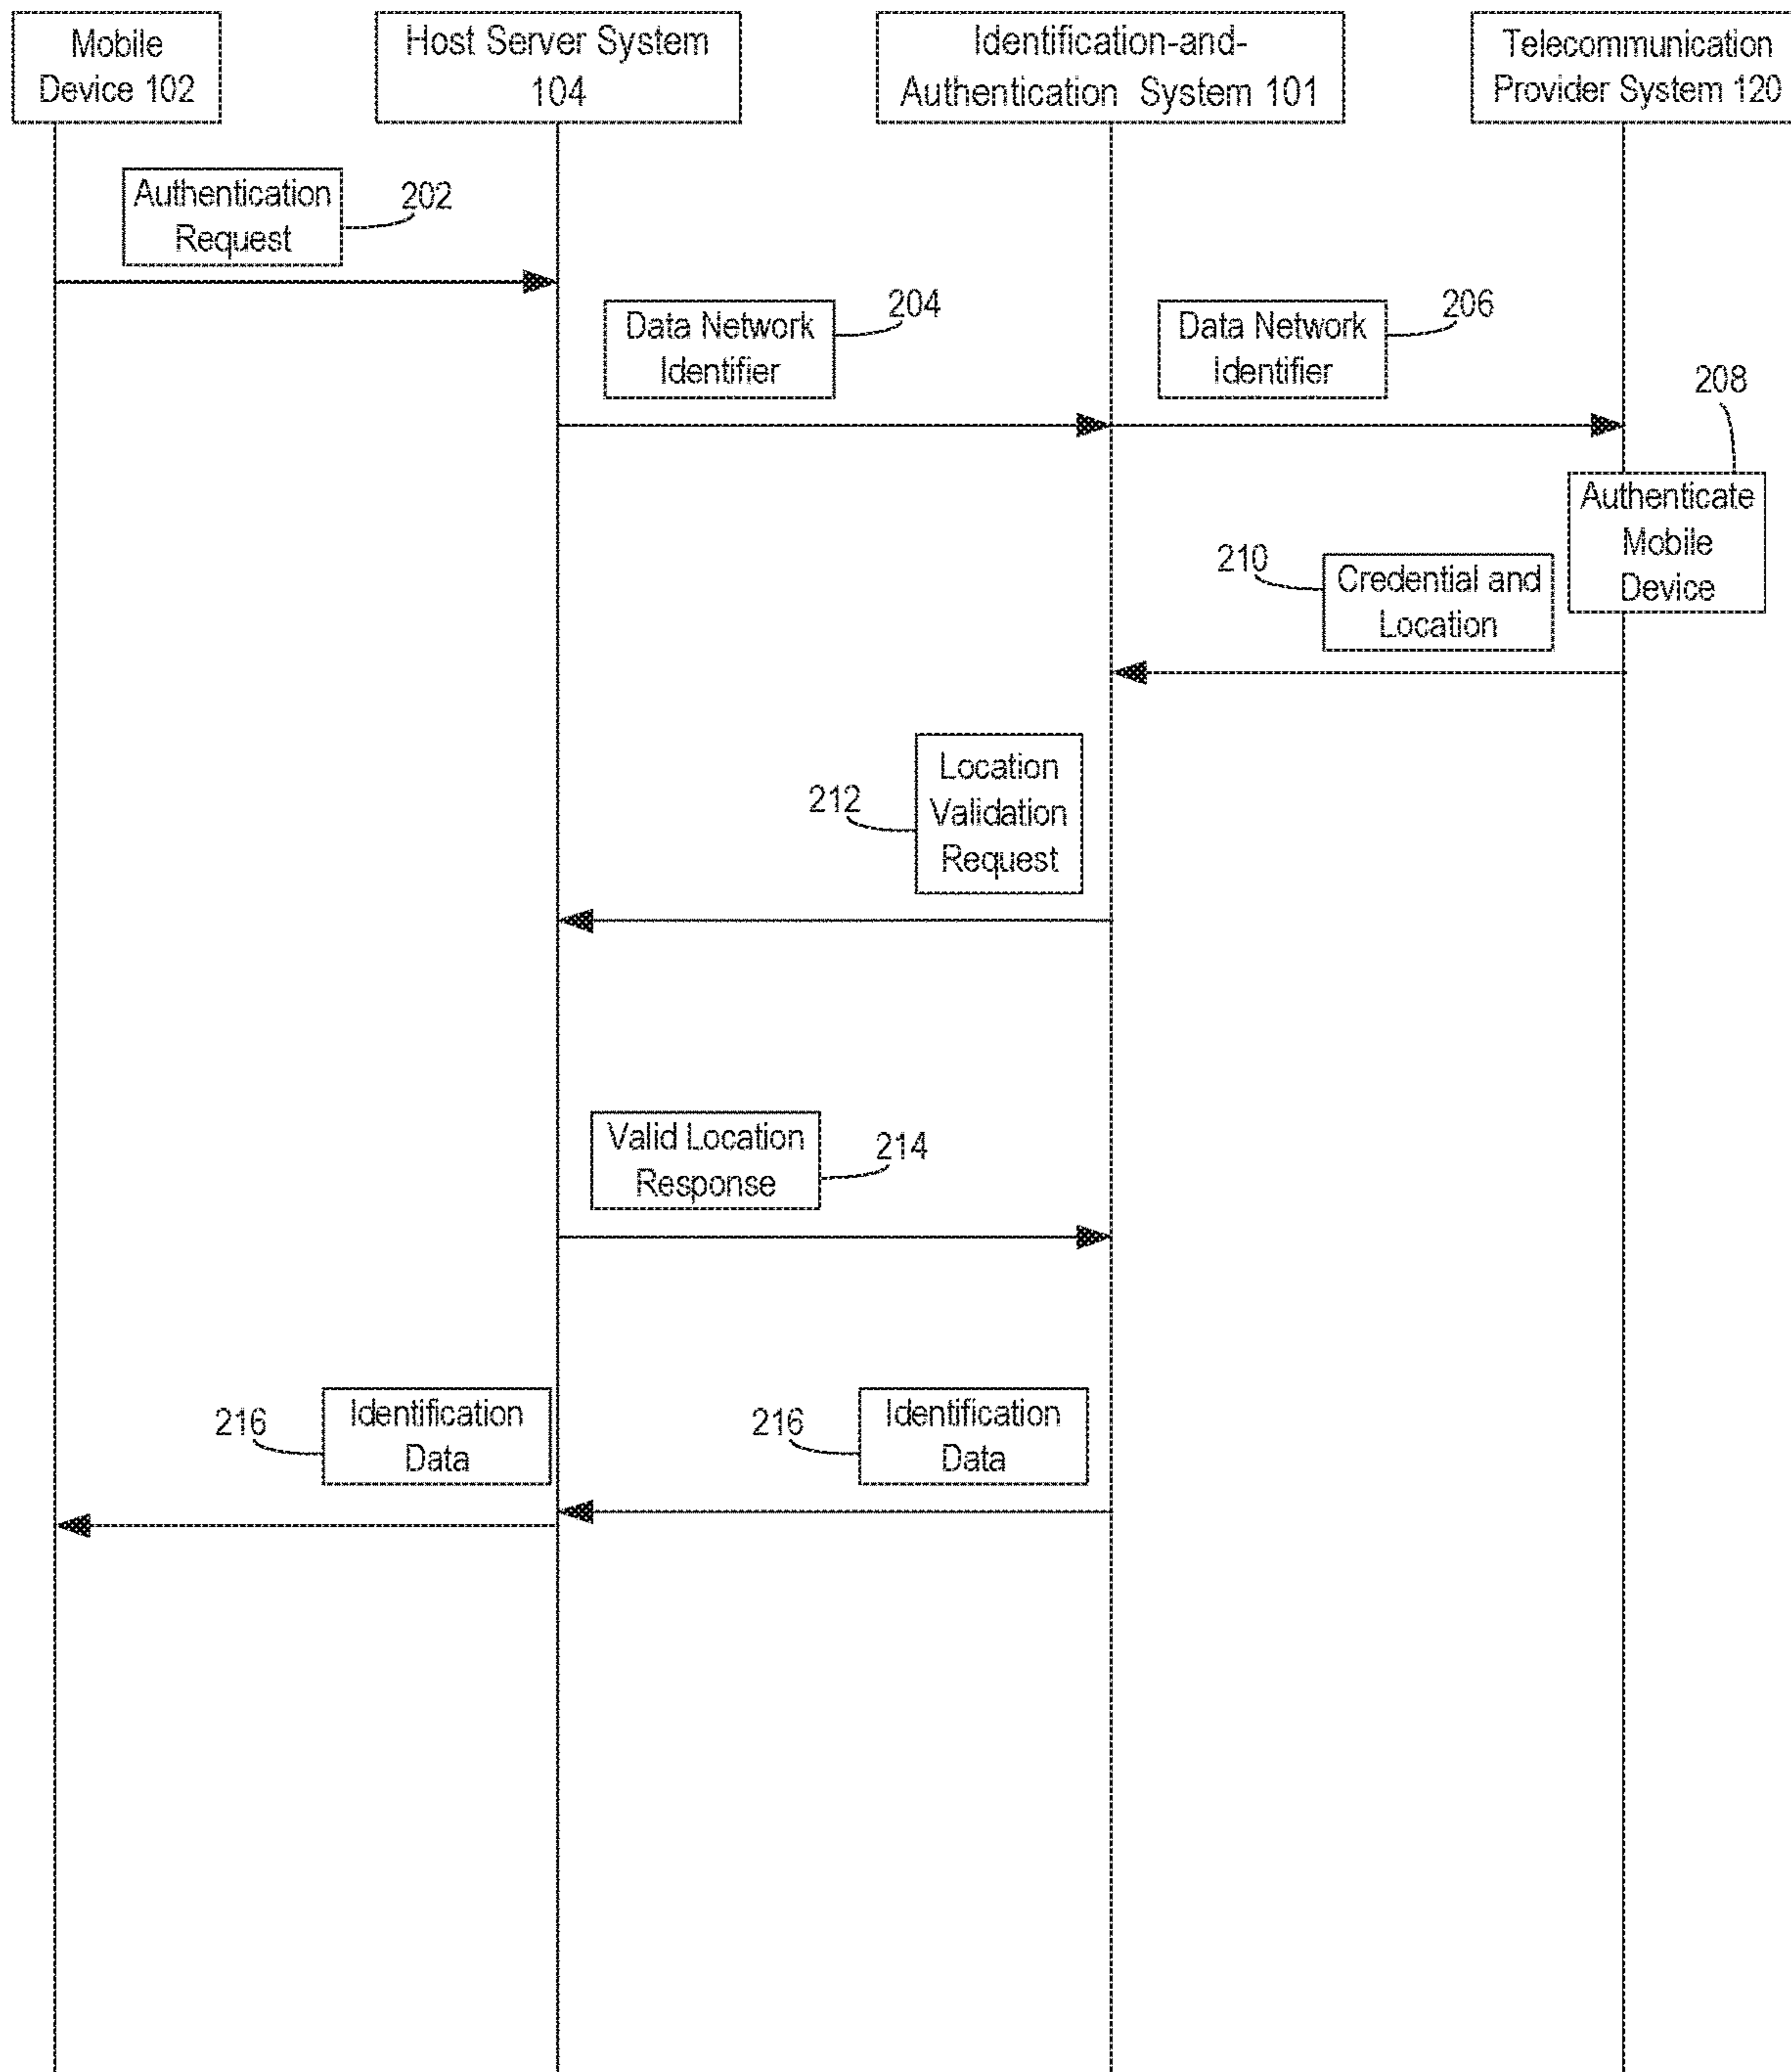 Mobile
Device 102
Host Server System
104
Identification-and-
Authentication System 101
Telecommunication
Provider System 120
Authentication
Request
202
Data Network
Identifier
204
Data Network
Identifier
206
208
Authenticate
Mobile
Device
210
Credential and
Location
212
Location
Validation
Request
Valid Location
Response
214
216
Identification
Data
216
Identification
Data